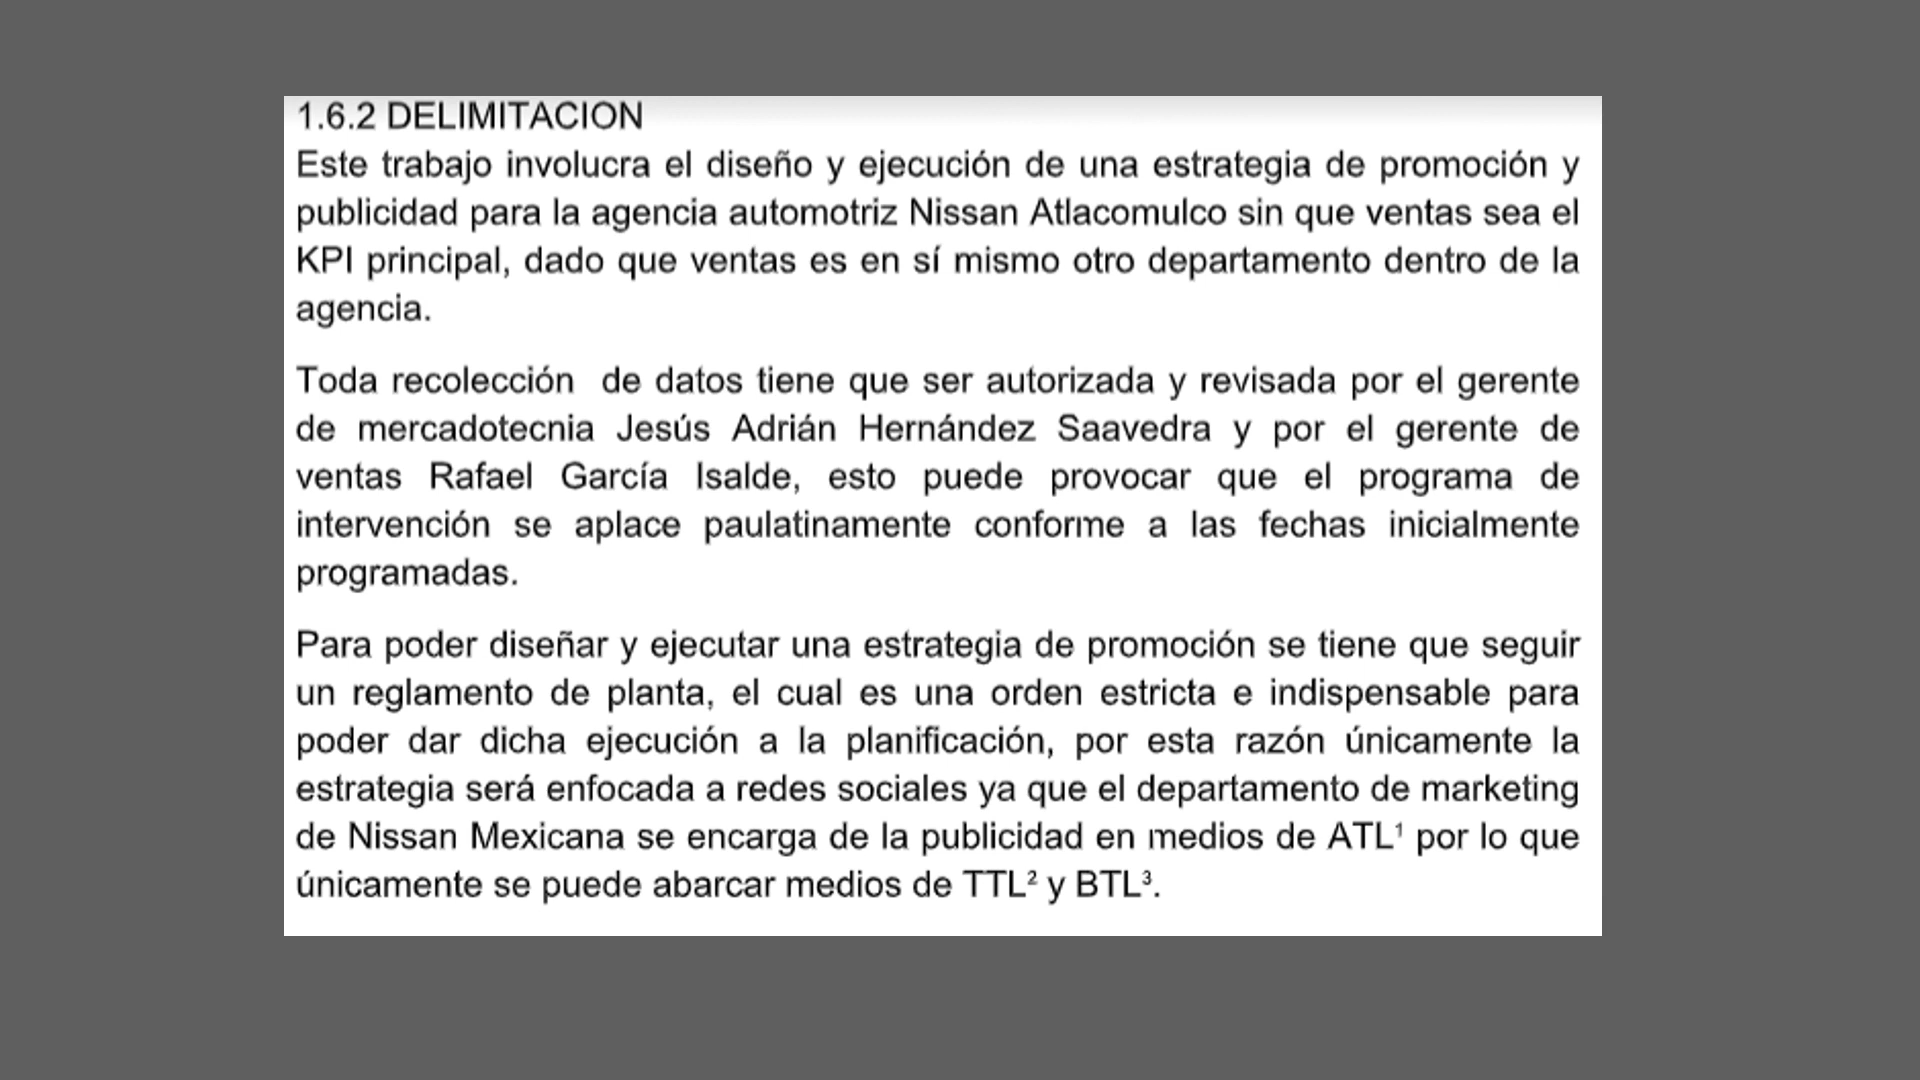 1.6.2 DELIMITACION
Este trabajo involucra el diseño y ejecución de una estrategia de promoción y
publicidad para la agencia automotriz Nissan Atlacomulco sin que ventas sea el
KPI principal, dado que ventas es en sí mismo otro departamento dentro de la
agencia.
Toda recolección  de datos tiene que ser autorizada y revisada por el gerente
de mercadotecnia Jesús Adrián Hernández Saavedra y por el gerente de
ventas Rafael García Isalde, esto puede provocar que el programa de
intervención se aplace paulatinamente conforme a las fechas inicialmente
programadas.
Para poder diseñar y ejecutar una estrategia de promoción se tiene que seguir
un reglamento de planta, el cual es una orden estricta e indispensable para
poder dar dicha ejecución a la planificación, por esta razón únicamente la
estrategia será enfocada a redes sociales ya que el departamento de marketing
de Nissan Mexicana se encarga de la publicidad en medios de ATL¹ por lo que
únicamente se puede abarcar medios de TTL² y BTL³.